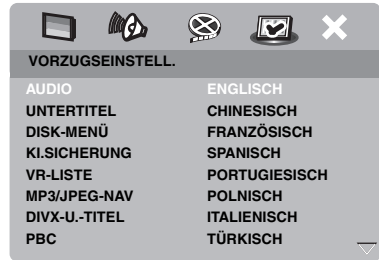 VORZUGSEINSTELL.
AUDIO ENGLISCH
UNTERTITEL CHINESISCH
DISK-MENÜ FRANZÖSISCH
KI.SICHERUNG SPANISCH
VR-LISTE PORTUGIESISCH
MP3/JPEG-NAV POLNISCH
DIVX-U.-TITEL ITALIENISCH
PBC TÜRKISCH